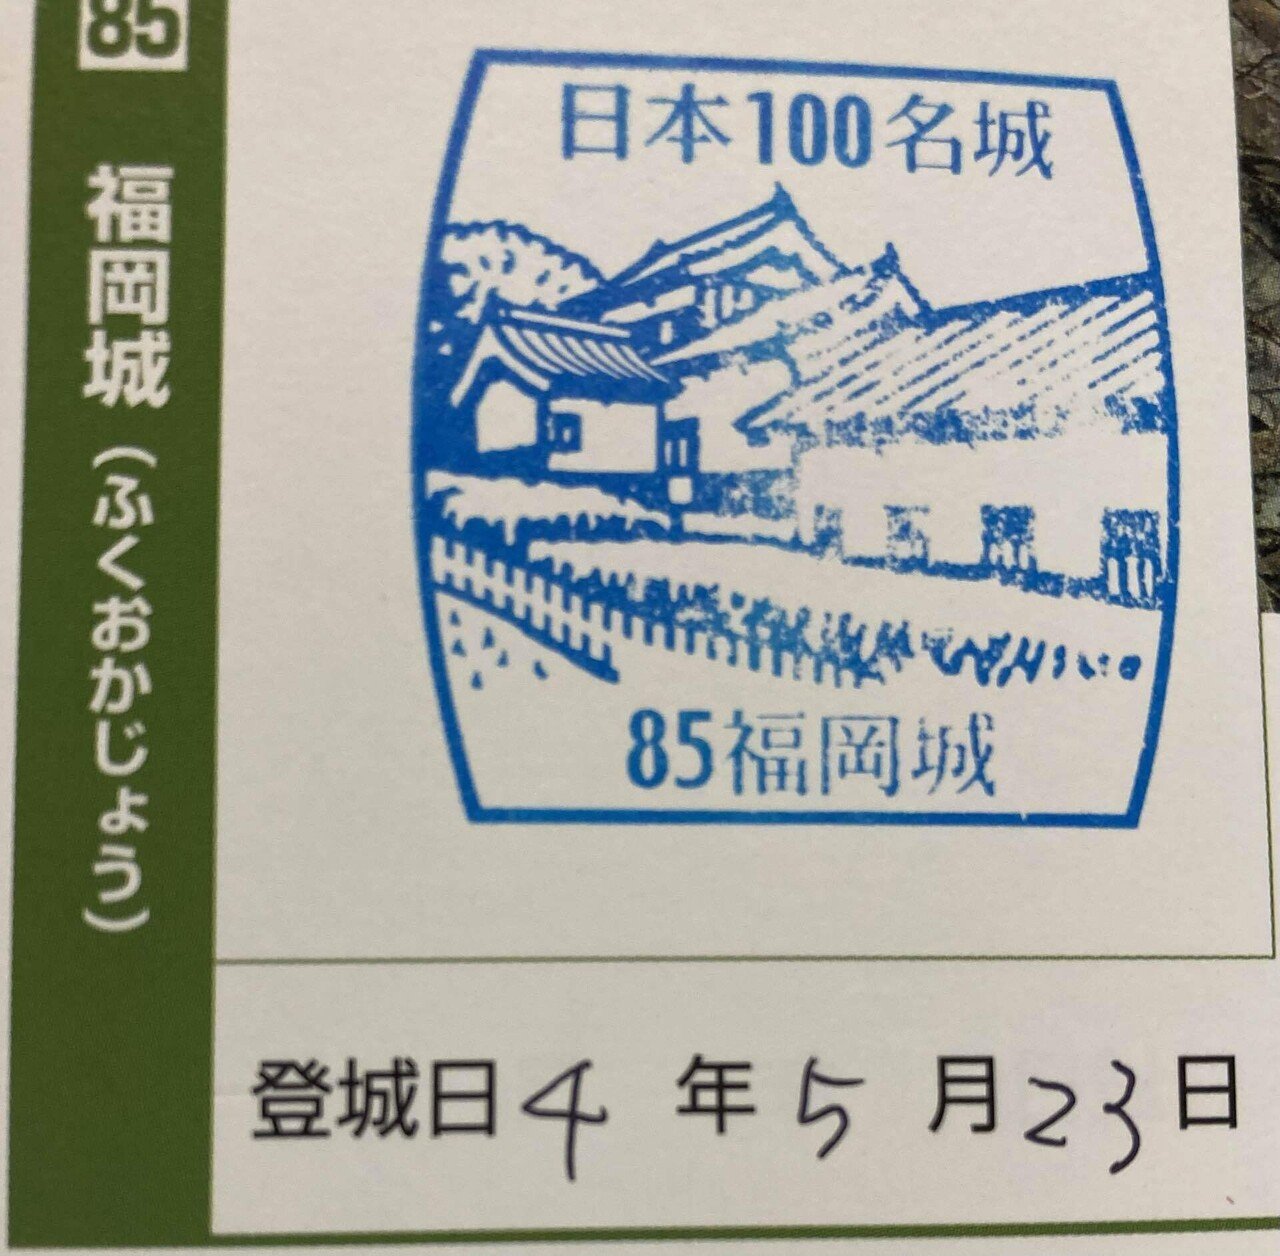 85
福岡城（ふくおかじょう）
日本100名城
85福岡城
登城日4年5月23日